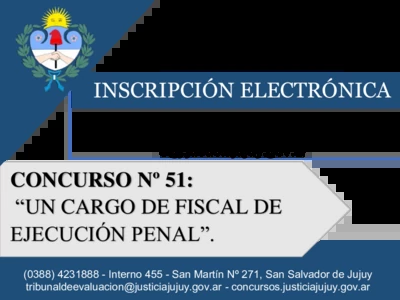 INSCRIPCIÓN ELECTRÓNICA
CONCURSO Nº 51:
“UN CARGO DE FISCAL DE
EJECUCIÓN PENAL”.
(0388) 4231888 - Interno 455 - San Martín Nº 271, San Salvador de Jujuy
tribunaldeevaluacion@justiciajujuy.gov.ar - concursos.justiciajujuy.gov.ar